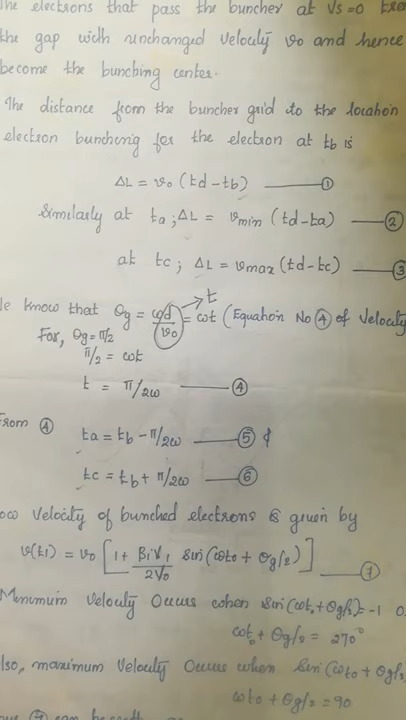 The electrons that pass the buncher at Vs=0
the gap with unchanged velocity v0 and hence
become the bunching center.
The distance from the buncher grid to the location
electron bunching for the electron at tb is
ΔL = v0 (td-tb) ——①
Similarly at ta; ΔL = vmin (td-ta) —②
at tc; ΔL = vmax (td-tc) —③
know that θg = ωd/v0 = ωt (Equation No ④ of Velocity
t
For, θg=π/2
π/2 = ωt
t = π/2ω ——④
From ④
ta = tb - π/2ω ——⑤ &
tc = tb + π/2ω ——⑥
Velocity of bunched electrons is given by
v(t1) = v0 [1 + βiV1/2V0 sin(ωt0 + θg/2)] ——⑦
Minimum Velocity Occurs when sin(ωt0+θg/2)=-1
ωt0 + θg/2 = 270°
maximum Velocity Occurs when sin(ωt0 + θg/2
ωt0 + θg/2 = 90